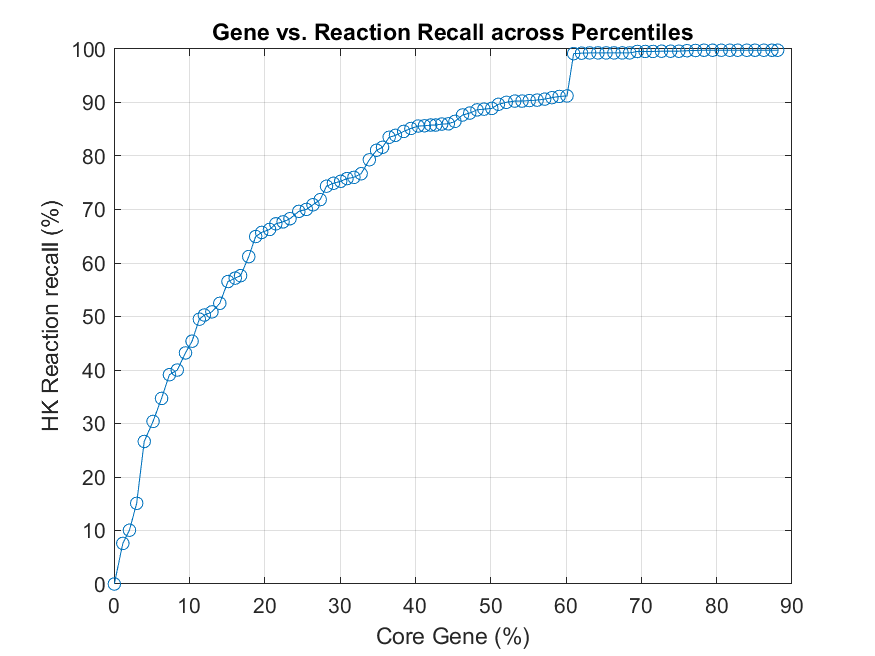 Gene vs. Reaction Recall across Percentiles
100
90
80
70
60
50
40
30
20
10
0
HK Reaction recall (%)
0 10 20 30 40 50 60 70 80 90
Core Gene (%)